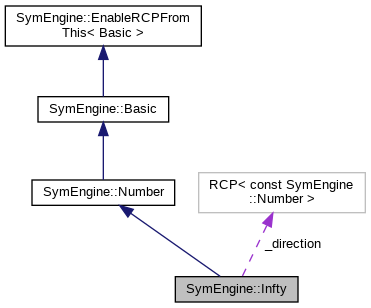 SymEngine::EnableRCPFrom
This< Basic >
SymEngine::Basic
SymEngine::Number
RCP< const SymEngine
::Number >
_direction
SymEngine::Infty